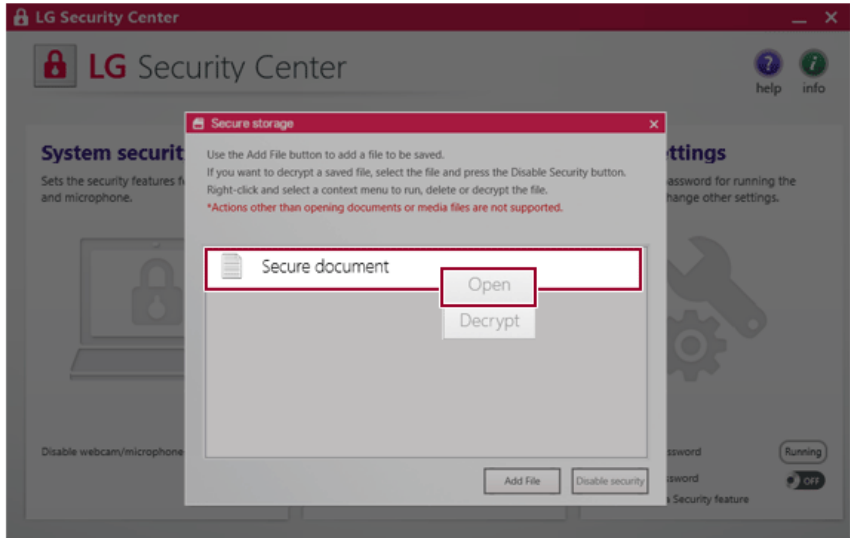 LG Security Center
LG Security Center
help
info
System securit
Sets the security features f
and microphone.
Disable webcam/microphone
Secure storage
Use the Add File button to add a file to be saved.
If you want to decrypt a saved file, select the file and press the Disable Security button.
Right-click and select a context menu to run, delete or decrypt the file.
*Actions other than opening documents or media files are not supported.
Secure document
Open
Decrypt
Add File
Disable security
ttings
assword for running the
hange other settings.
ssword
Running
sword
OFF
Security feature